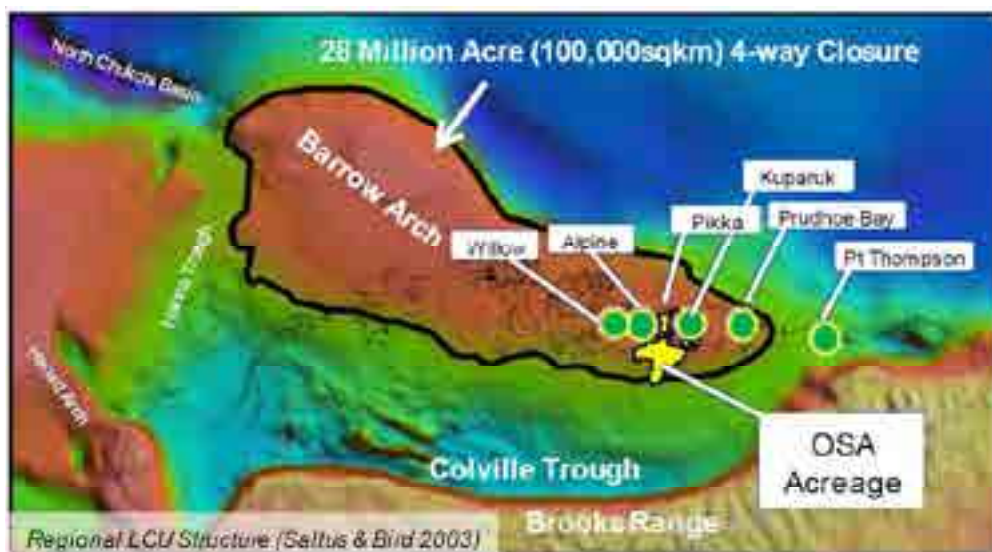 28 Million Acre (100,000sqkm) 4-way Closure
North Chukchi Basin
Barrow Arch
Kuparuk
Pikka
Prudhoe Bay
Alpine
Willow
Pt Thompson
Hanna Trough
Herald Arch
OSA
Acreage
Colville Trough
Brooks Range
Regional LCU Structure (Saltus & Bird 2003)